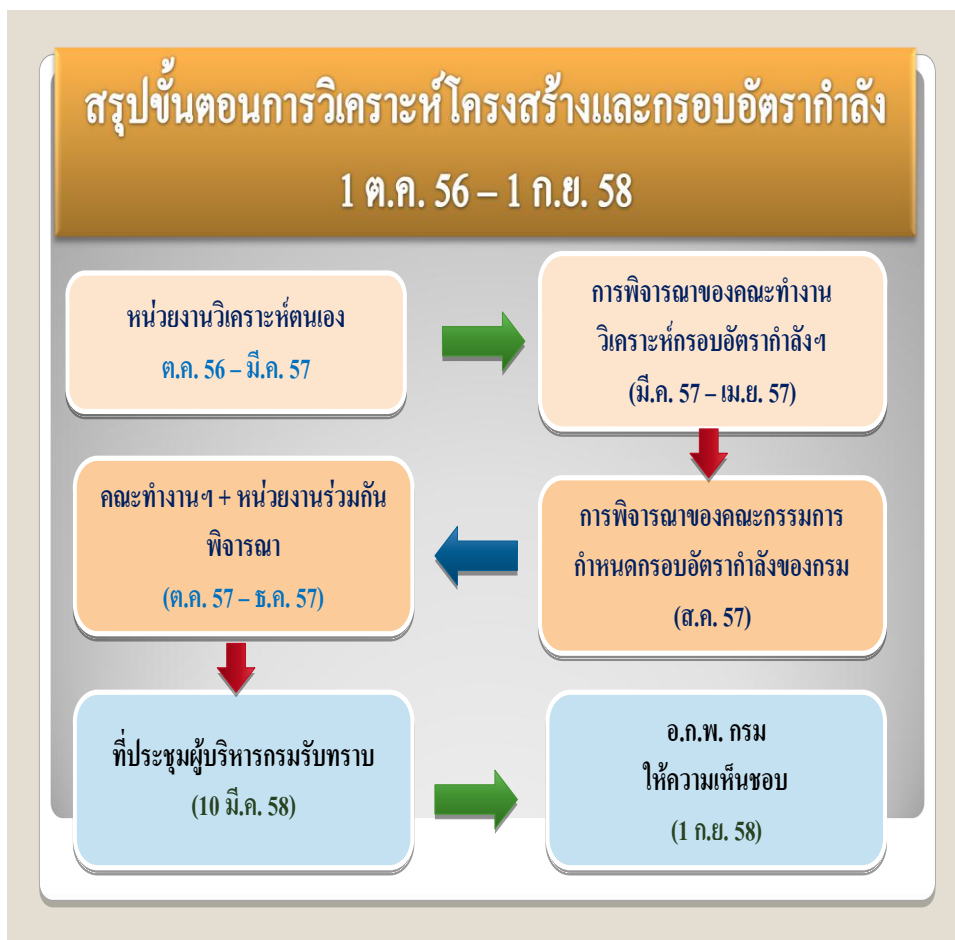 สรุปขั้นตอนการวิเคราะห์โครงสร้างและกรอบอัตรากำลัง
1 ต.ค. 56 – 1 ก.ย. 58
หน่วยงานวิเคราะห์ตนเอง
ต.ค. 56 – มี.ค. 57
การพิจารณาของคณะทำงาน
วิเคราะห์กรอบอัตรากำลังฯ
(มี.ค. 57 – เม.ย. 57)
การพิจารณาของคณะกรรมการ
กำหนดกรอบอัตรากำลังของกรม
(ส.ค. 57)
คณะทำงานฯ + หน่วยงานร่วมกัน
พิจารณา
(ต.ค. 57 – ธ.ค. 57)
ที่ประชุมผู้บริหารกรมรับทราบ
(10 มี.ค. 58)
อ.ก.พ. กรม
ให้ความเห็นชอบ
(1 ก.ย. 58)